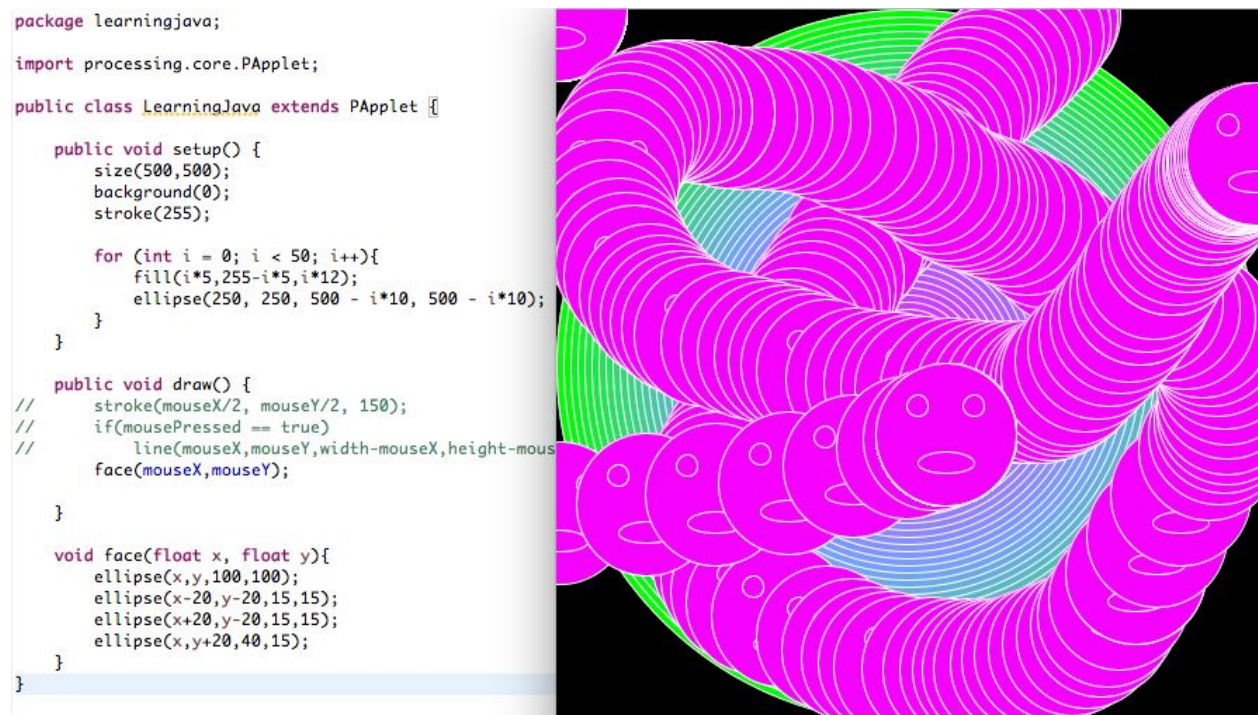 package learningjava;
import processing.core.PApplet;
public class LearningJava extends PApplet {
    public void setup() {
        size(500,500);
        background(0);
        stroke(255);
        for (int i = 0; i < 50; i++){
            fill(i*5,255-i*5,i*12);
            ellipse(250, 250, 500 - i*10, 500 - i*10);
        }
    }
    public void draw() {
//      stroke(mouseX/2, mouseY/2, 150);
//      if(mousePressed == true)
//          line(mouseX,mouseY,width-mouseX,height-mous
        face(mouseX,mouseY);
    }
    void face(float x, float y){
        ellipse(x,y,100,100);
        ellipse(x-20,y-20,15,15);
        ellipse(x+20,y-20,15,15);
        ellipse(x,y+20,40,15);
    }
}